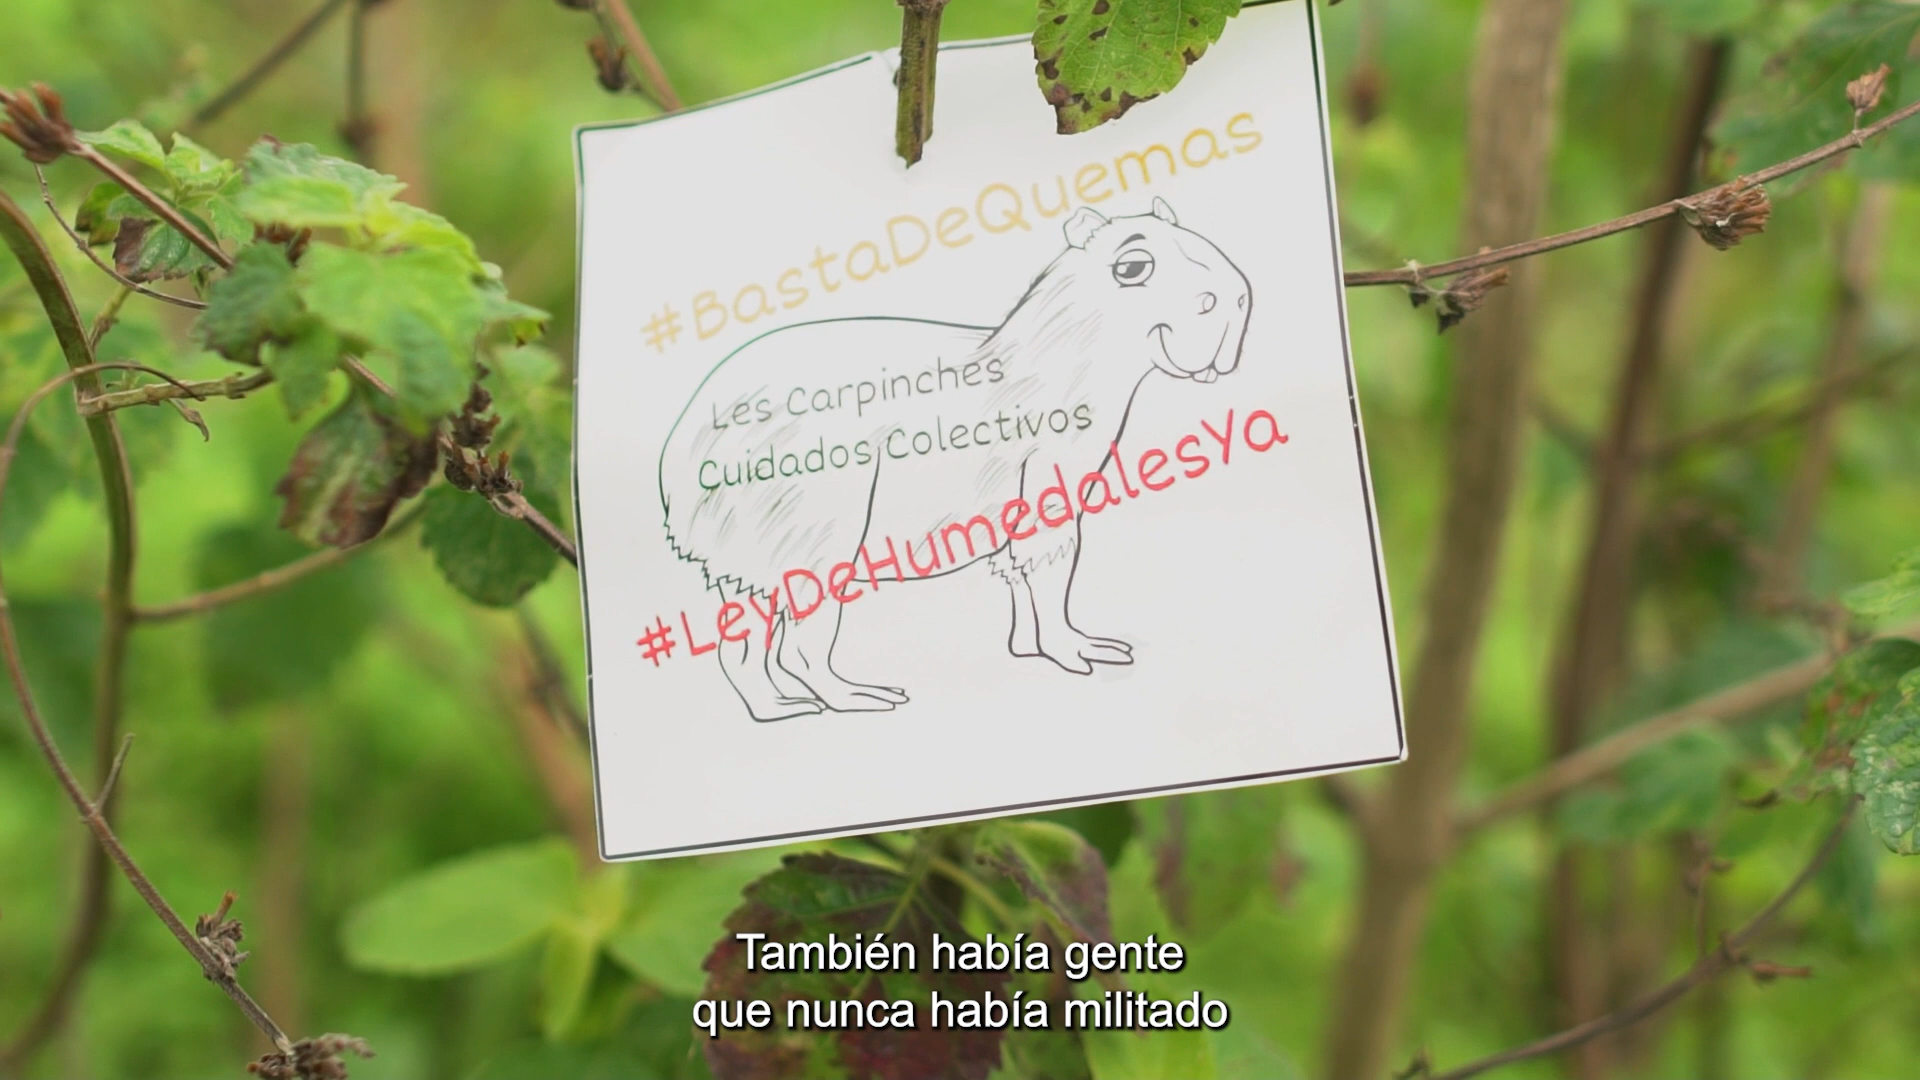 #BastaDeQuemas
Les Carpinches
Cuidados Colectivos
#LeyDeHumedalesYa
También había gente
que nunca había militado